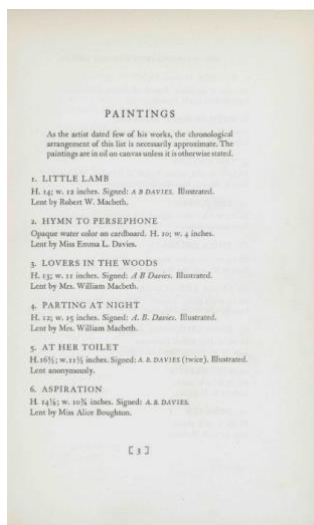 PAINTINGS
As the artist dated few of his works, the chronological
arrangement of this list is necessarily approximate. The
paintings are in oil on canvas unless it is otherwise stated.
1. LITTLE LAMB
H. 14; w. 12 inches. Signed: A B DAVIES. Illustrated.
Lent by Robert W. Macbeth.
2. HYMN TO PERSEPHONE
Opaque water color on cardboard. H. 10; w. 4 inches.
Lent by Miss Emma L. Davies.
3. LOVERS IN THE WOODS
H. 13; w. 11 inches. Signed: A B Davies. Illustrated.
Lent by Mrs. William Macbeth.
4. PARTING AT NIGHT
H. 12; w. 15 inches. Signed: A. B. Davies. Illustrated.
Lent by Mrs. William Macbeth.
5. AT HER TOILET
H. 16½; w. 11½ inches. Signed: A. B. DAVIES (twice). Illustrated.
Lent anonymously.
6. ASPIRATION
H. 14⅛; w. 10¾ inches. Signed: A. B. DAVIES.
Lent by Miss Alice Boughton.
[ 3 ]